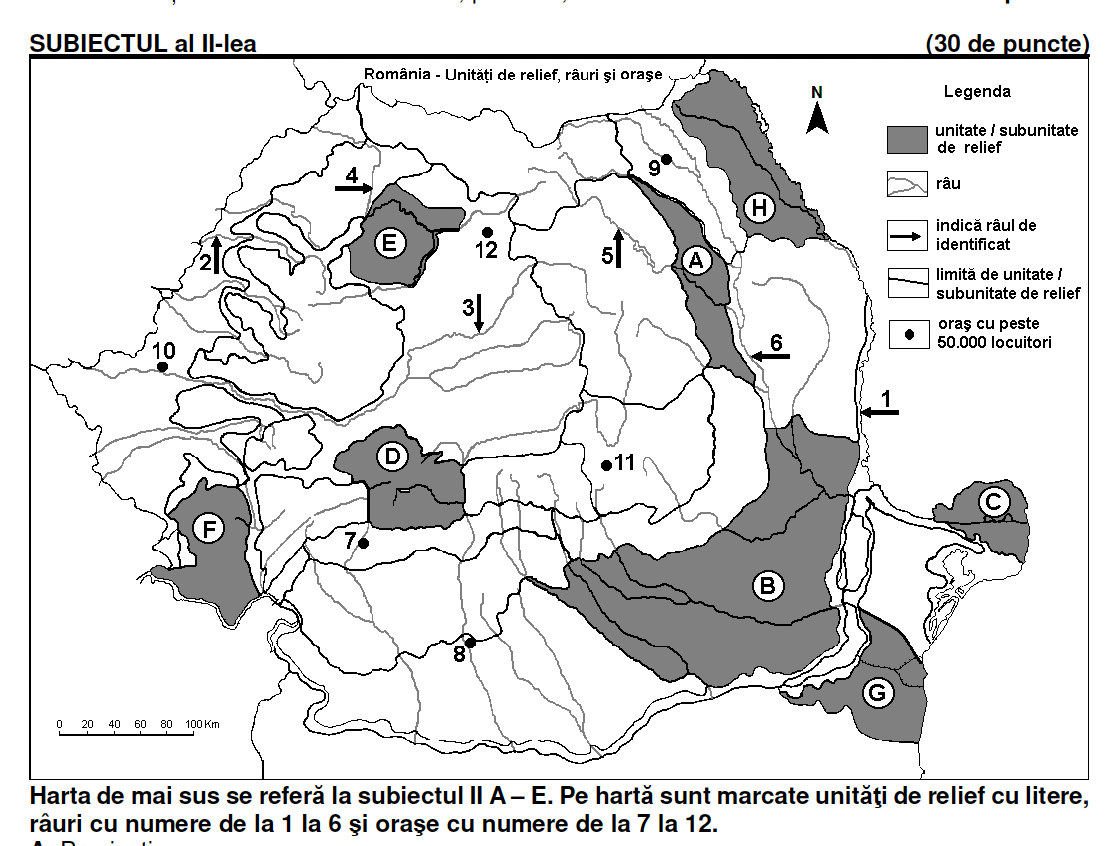 SUBIECTUL al II-lea (30 de puncte)
România - Unităţi de relief, râuri şi oraşe
N
Legenda
unitate / subunitate
de relief
râu
indică râul de
identificat
limită de unitate /
subunitate de relief
oraş cu peste
50.000 locuitori
4
9
H
E
12
2
5
A
3
10
6
1
D
11
C
F
7
B
8
G
0 20 40 60 80 100 Km
Harta de mai sus se referă la subiectul II A – E. Pe hartă sunt marcate unităţi de relief cu litere,
râuri cu numere de la 1 la 6 şi oraşe cu numere de la 7 la 12.